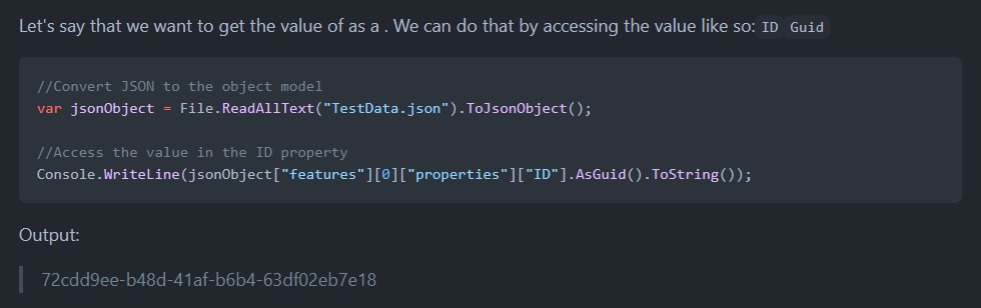 Let's say that we want to get the value of as a . We can do that by accessing the value like so: ID Guid
//Convert JSON to the object model
var jsonObject = File.ReadAllText("TestData.json").ToJsonObject();
//Access the value in the ID property
Console.WriteLine(jsonObject["features"][0]["properties"]["ID"].AsGuid().ToString());
Output:
72cdd9ee-b48d-41af-b6b4-63df02eb7e18